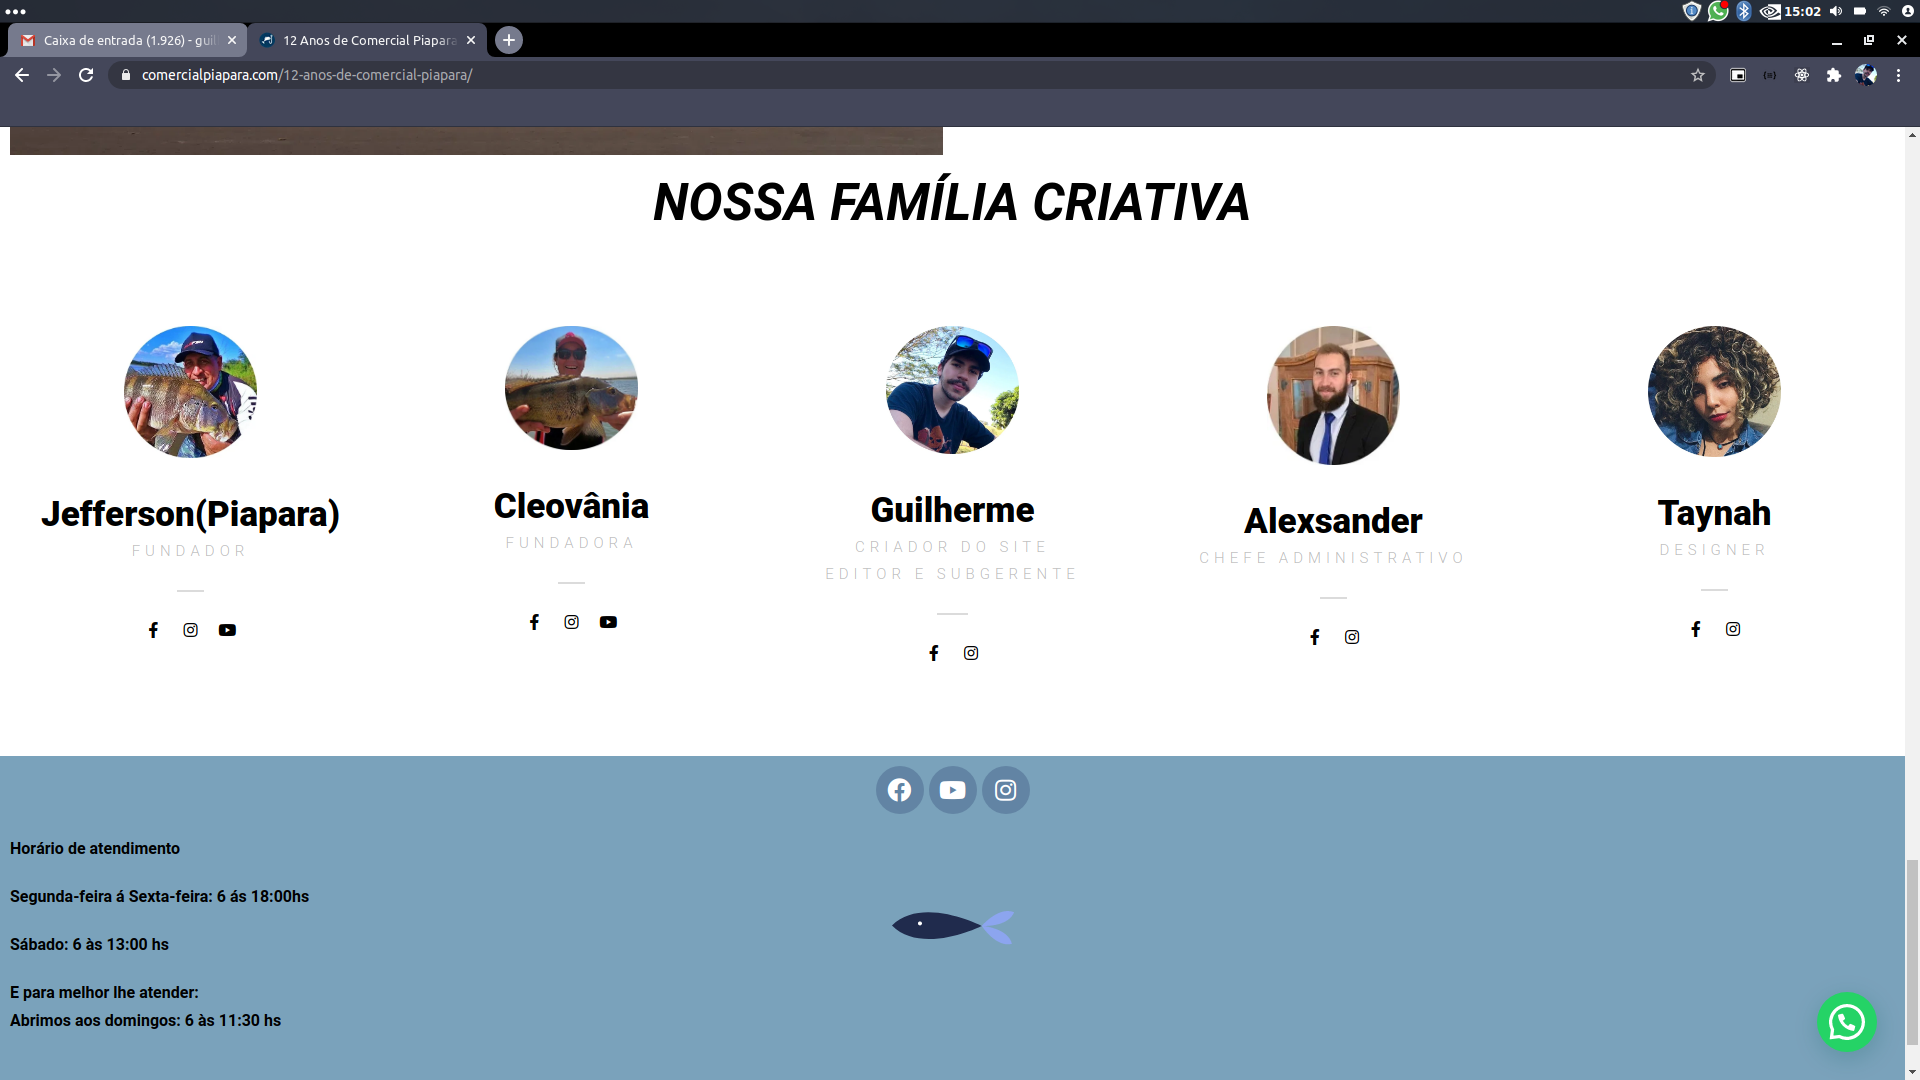 15:02
Caixa de entrada (1.926) - guil
12 Anos de Comercial Piapara
comercialpiapara.com/12-anos-de-comercial-piapara/
NOSSA FAMÍLIA CRIATIVA
Jefferson(Piapara)
FUNDADOR
Cleovânia
FUNDADORA
Guilherme
CRIADOR DO SITE
EDITOR E SUBGERENTE
Alexsander
CHEFE ADMINISTRATIVO
Taynah
DESIGNER
Horário de atendimento
Segunda-feira á Sexta-feira: 6 ás 18:00hs
Sábado: 6 às 13:00 hs
E para melhor lhe atender:
Abrimos aos domingos: 6 às 11:30 hs